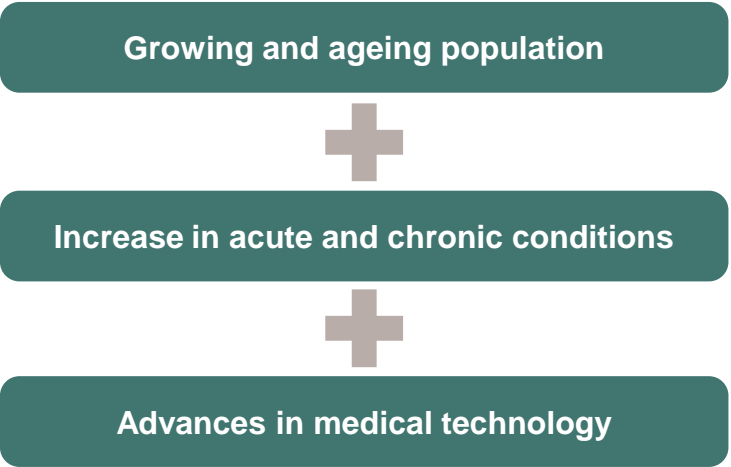 Growing and ageing population
Increase in acute and chronic conditions
Advances in medical technology